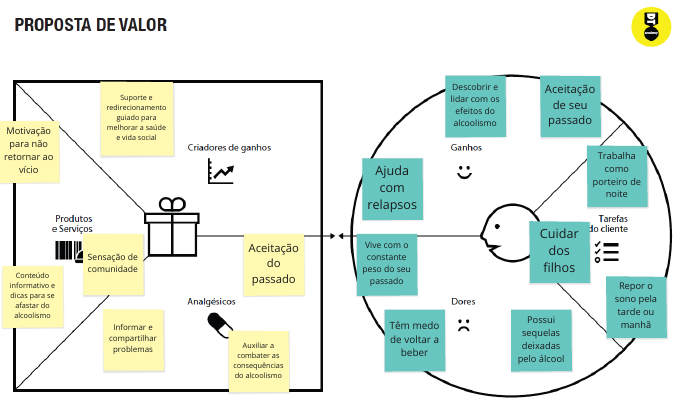 PROPOSTA DE VALOR
Suporte e
redirecionamento
guiado para
melhorar a saúde
e vida social
Motivação
para não
retornar ao
vício
Criadores de ganhos
Produtos
e Serviços
Sensação de
comunidade
Aceitação
do
passado
Conteúdo
informativo e
dicas para se
afastar do
alcoolismo
Analgésicos
Informar e
compartilhar
problemas
Auxiliar a
combater as
consequências
do alcoolismo
Descobrir e
lidar com os
efeitos do
alcoolismo
Aceitação
de seu
passado
Ganhos
Ajuda
com
relapsos
Trabalha
como
porteiro de
noite
Tarefas
do cliente
Cuidar
dos
filhos
Vive com o
constante
peso do seu
passado
Dores
Repor o
sono pela
tarde ou
manhã
Têm medo
de voltar a
beber
Possui
sequelas
deixadas
pelo álcool